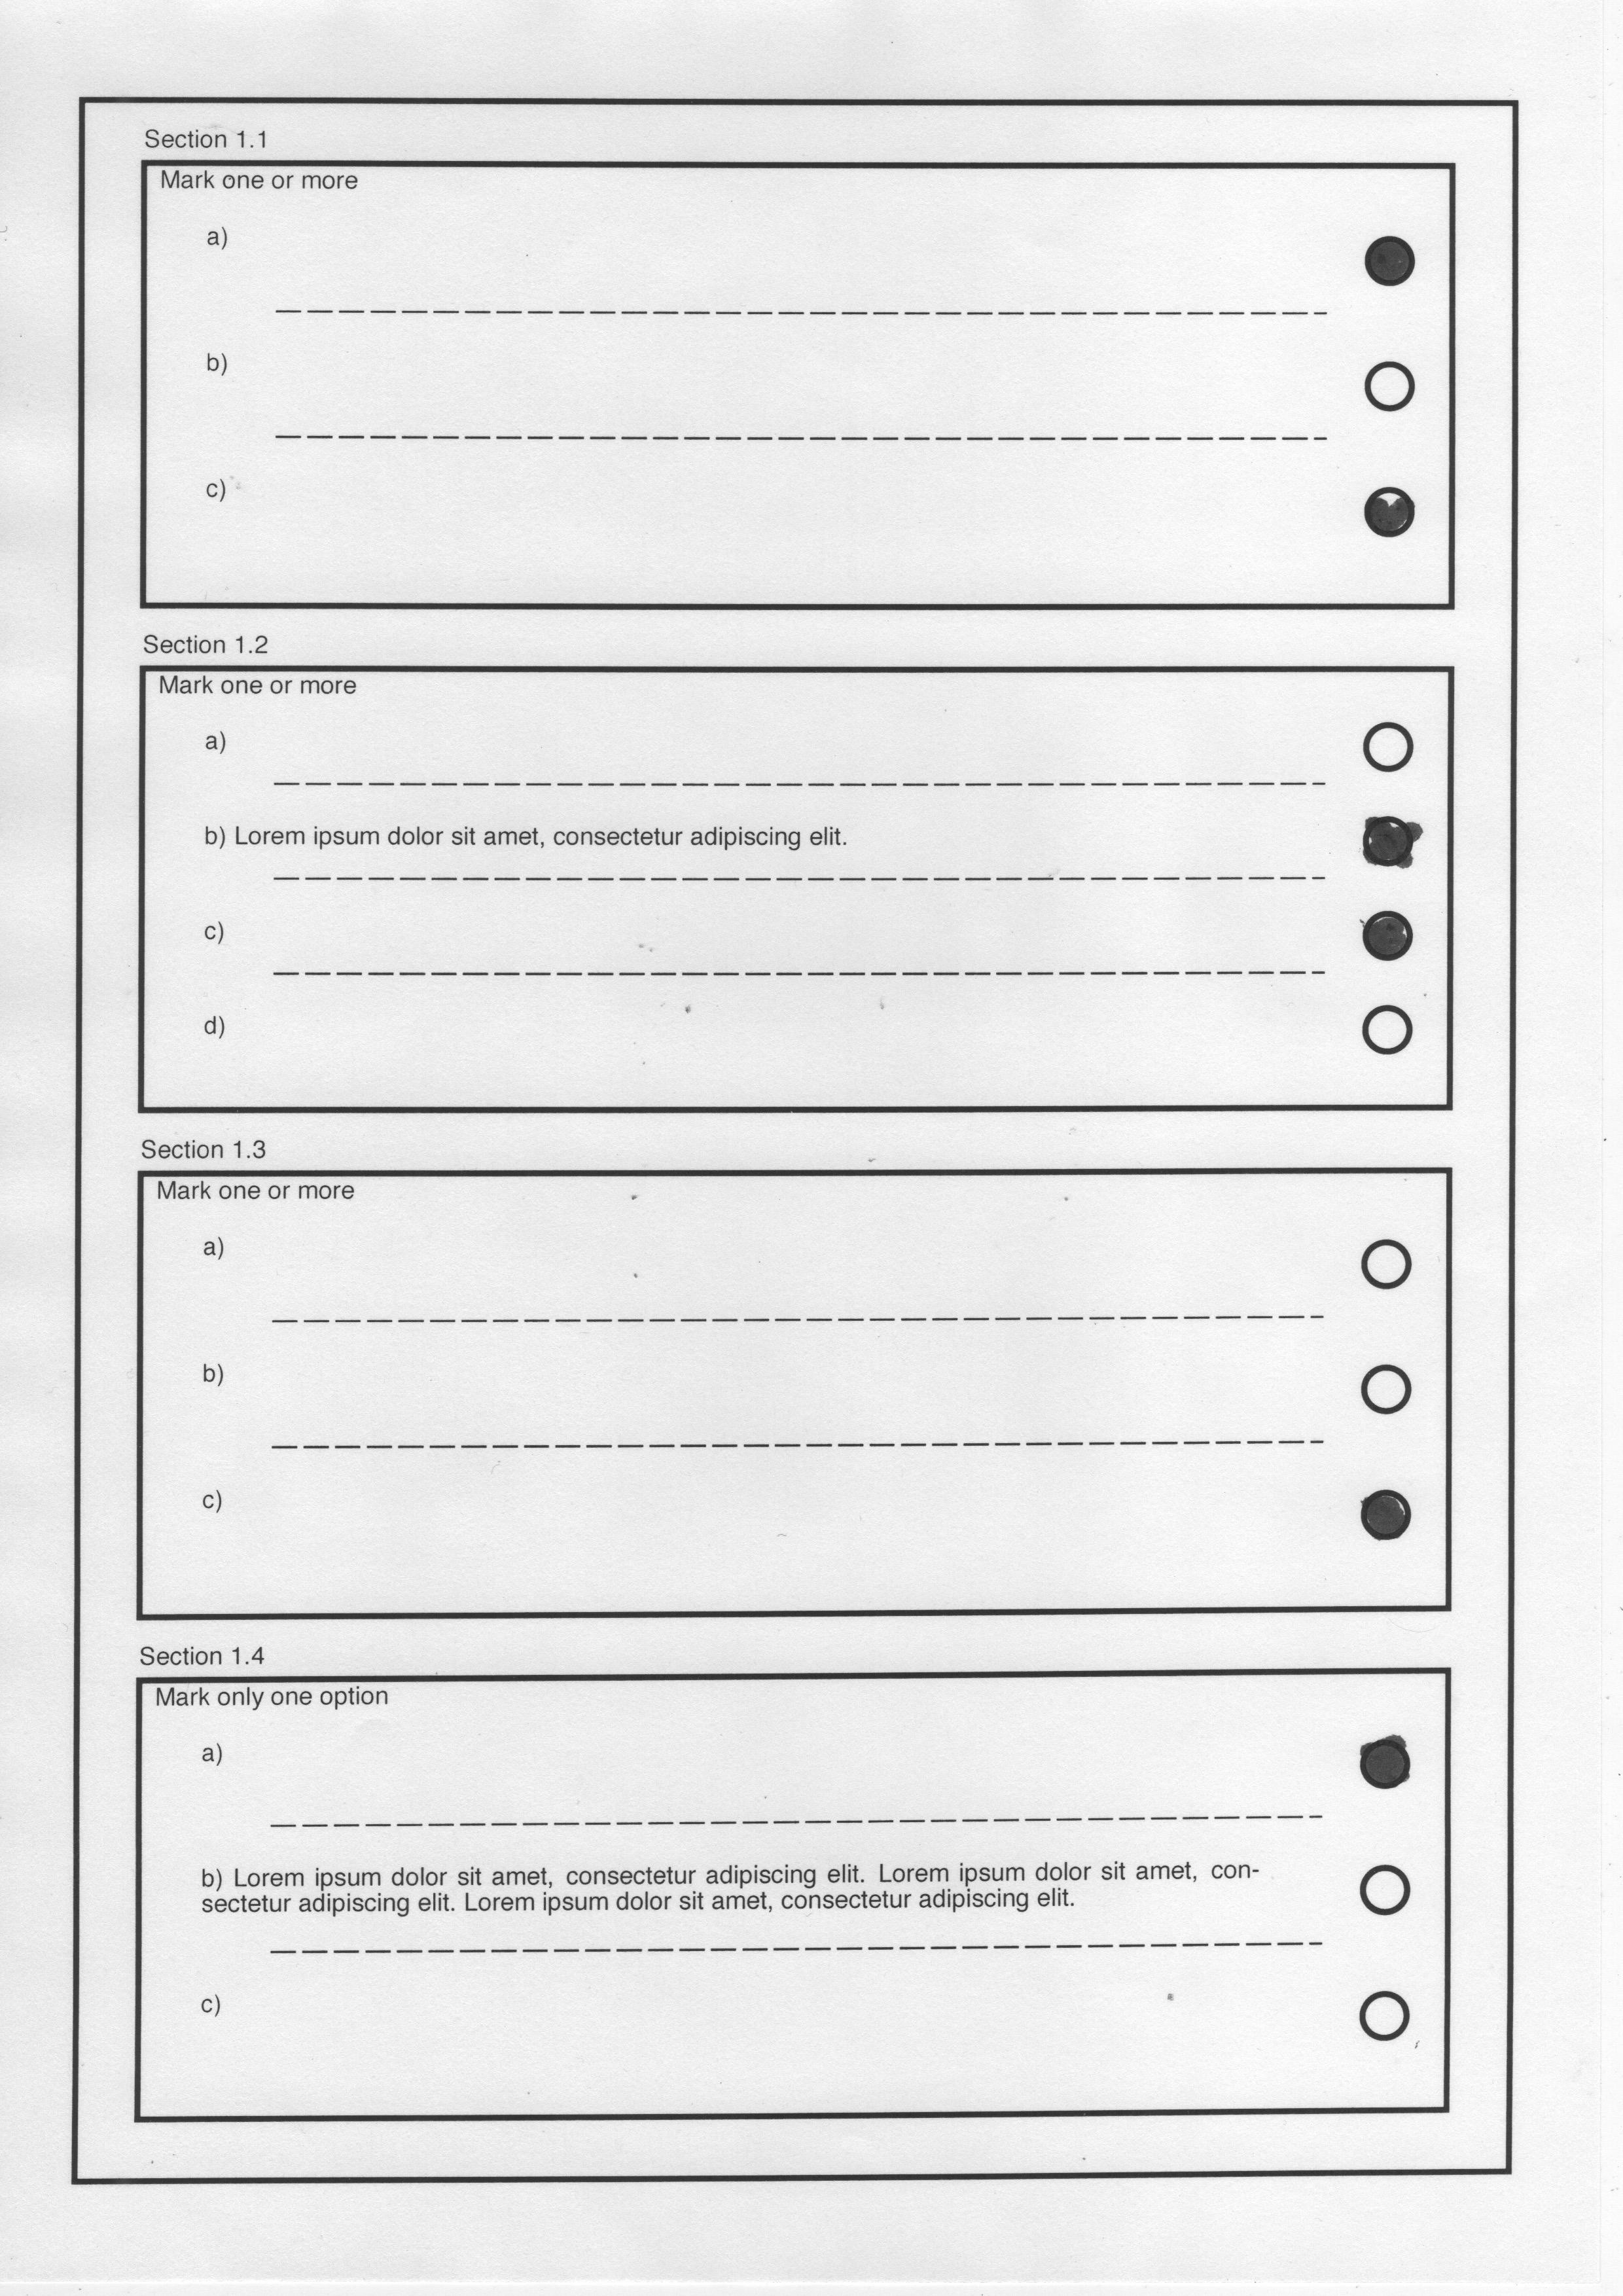 Section 1.1
Mark one or more
a)
b)
c)
Section 1.2
Mark one or more
a)
b) Lorem ipsum dolor sit amet, consectetur adipiscing elit.
c)
d)
Section 1.3
Mark one or more
a)
b)
c)
Section 1.4
Mark only one option
a)
b) Lorem ipsum dolor sit amet, consectetur adipiscing elit. Lorem ipsum dolor sit amet, con-
sectetur adipiscing elit. Lorem ipsum dolor sit amet, consectetur adipiscing elit.
c)